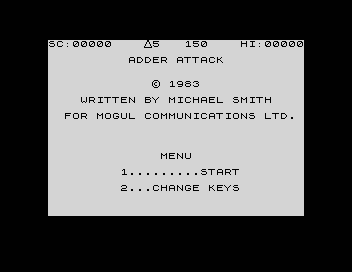 SC:00000 △5 150 HI:00000
ADDER ATTACK
© 1983
WRITTEN BY MICHAEL SMITH
FOR MOGUL COMMUNICATIONS LTD.
MENU
1.........START
2...CHANGE KEYS